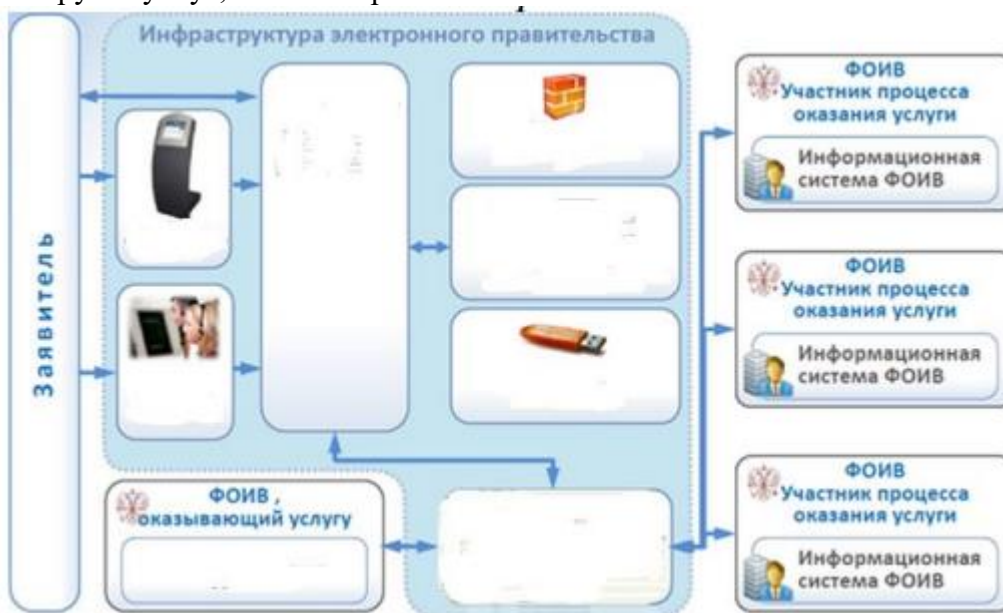 Инфраструктура электронного правительства
Заявитель
ФОИВ
Участник процесса
оказания услуги
Информационная
система ФОИВ
ФОИВ
Участник процесса
оказания услуги
Информационная
система ФОИВ
ФОИВ ,
оказывающий услугу
ФОИВ
Участник процесса
оказания услуги
Информационная
система ФОИВ